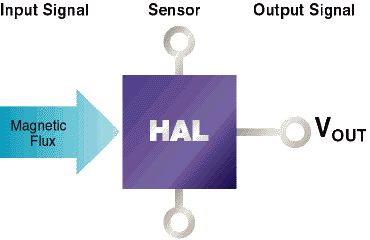 Input Signal Sensor Output Signal
Magnetic
Flux
HAL
VOUT